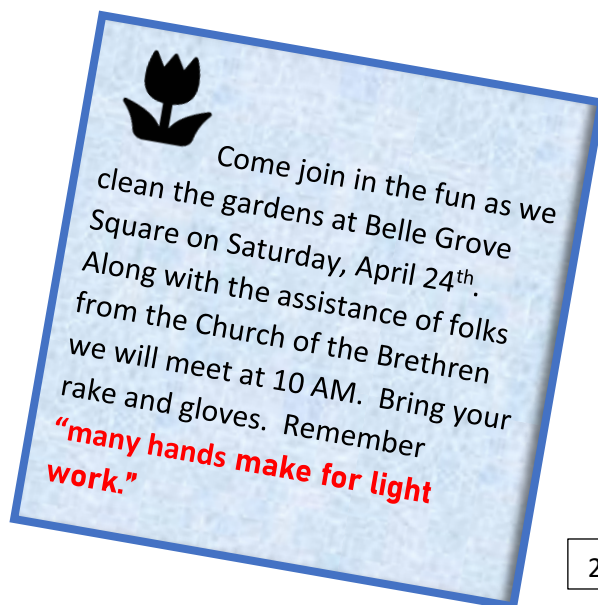 Come join in the fun as we
clean the gardens at Belle Grove
Square on Saturday, April 24th.
Along with the assistance of folks
from the Church of the Brethren
we will meet at 10 AM.  Bring your
rake and gloves.  Remember
“many hands make for light
work.”
2